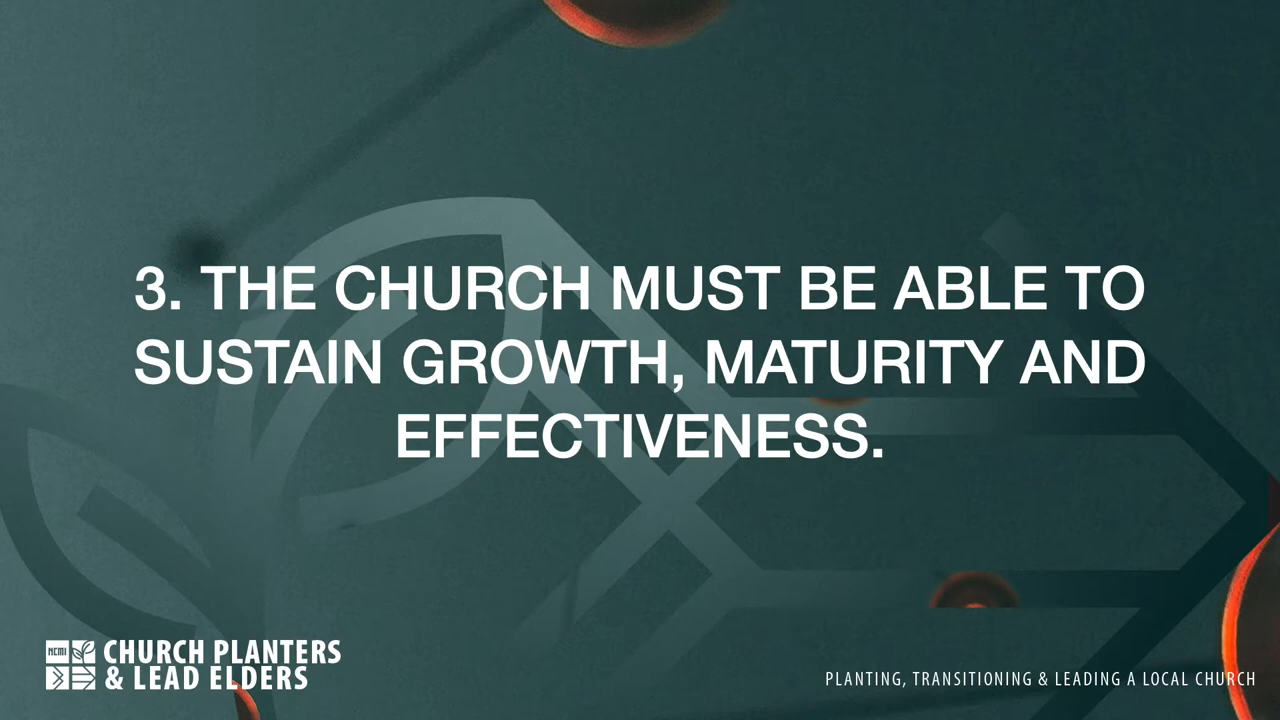 3. THE CHURCH MUST BE ABLE TO
SUSTAIN GROWTH, MATURITY AND
EFFECTIVENESS.
NCMI
CHURCH PLANTERS
& LEAD ELDERS
PLANTING, TRANSITIONING & LEADING A LOCAL CHURCH